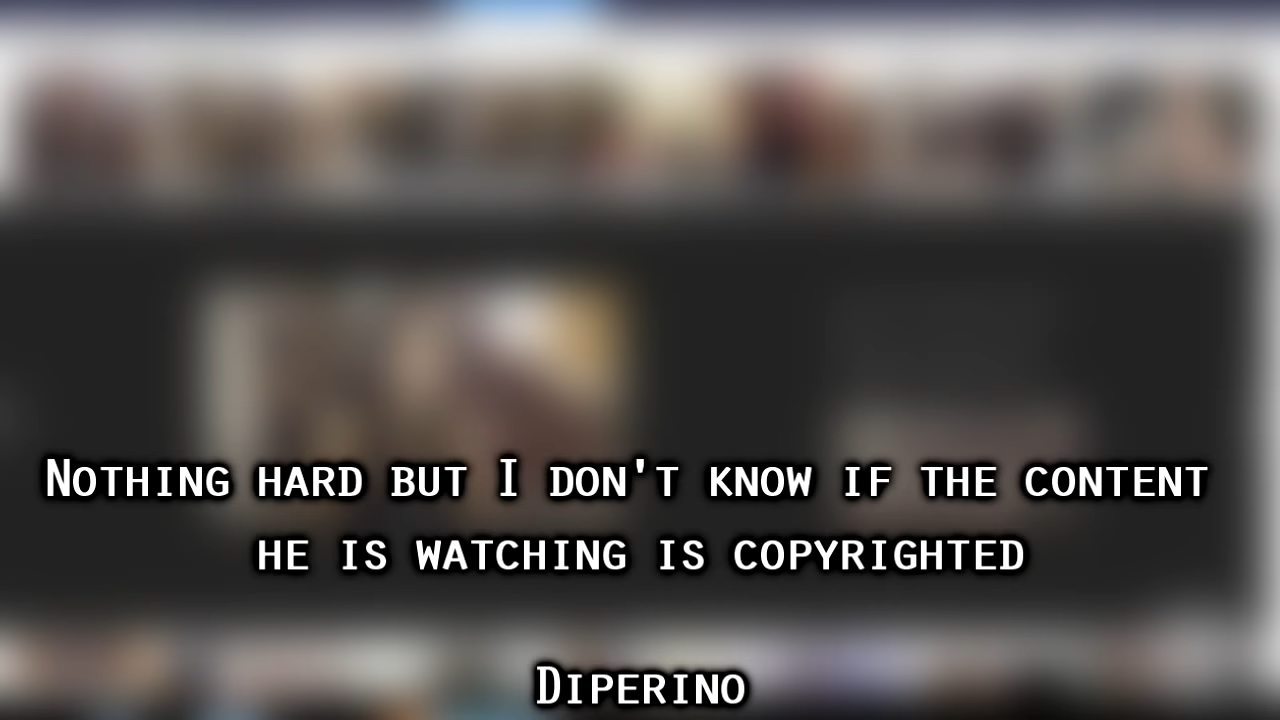 Nothing hard but I don't know if the content
he is watching is copyrighted
Diperino